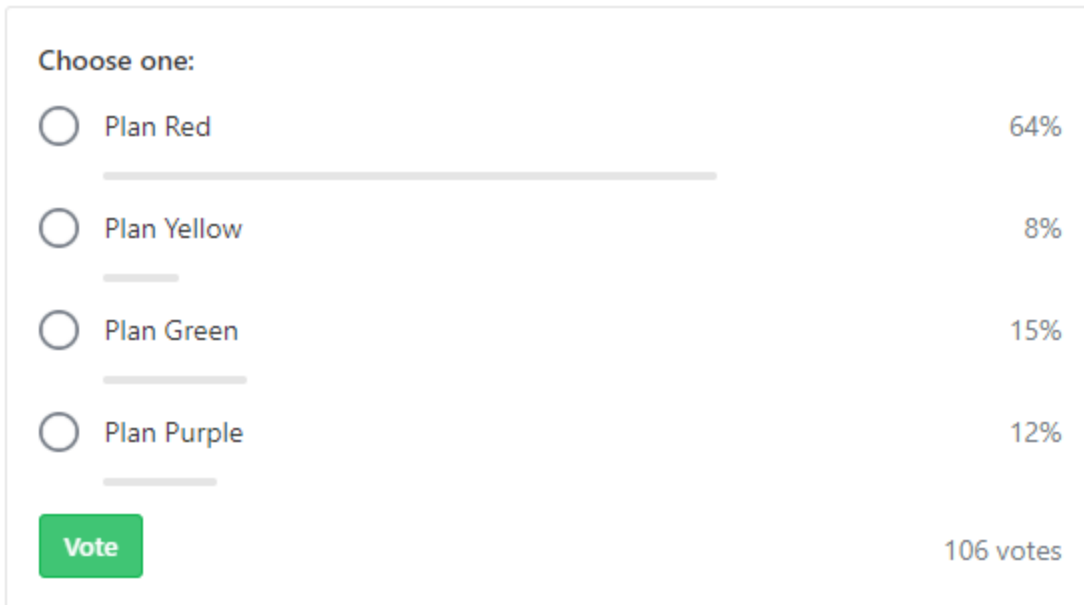 Choose one:
Plan Red 64%
Plan Yellow 8%
Plan Green 15%
Plan Purple 12%
Vote 106 votes